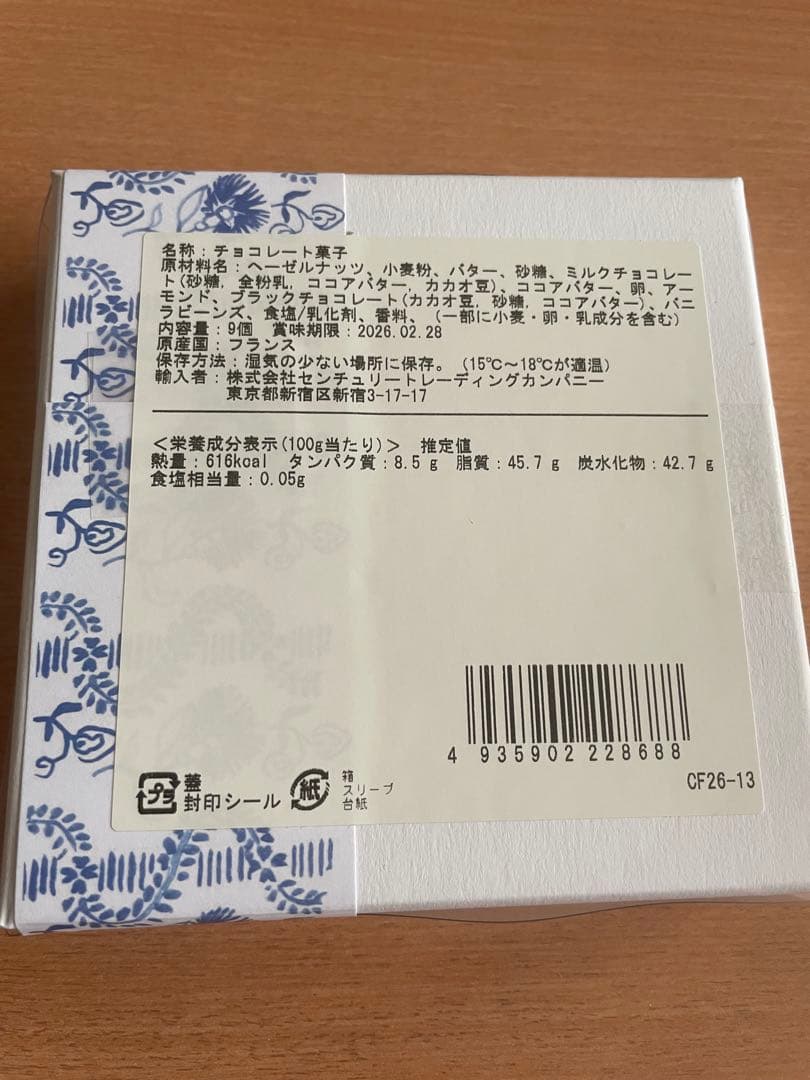 名称：チョコレート菓子
原材料名：ヘーゼルナッツ、小麦粉、バター、砂糖、ミルクチョコレー
ト(砂糖, 全粉乳, ココアバター, カカオ豆)、ココアバター、卵、アー
モンド、ブラックチョコレート(カカオ豆, 砂糖, ココアバター)、バニ
ラビーンズ、食塩/乳化剤、香料、（一部に小麦・卵・乳成分を含む）
内容量：9個　賞味期限：2026.02.28
原産国：フランス
保存方法：湿気の少ない場所に保存。（15℃～18℃が適温）
輸入者：株式会社センチュリートレーディングカンパニー
東京都新宿区新宿3-17-17
＜栄養成分表示(100g当たり)＞　推定値
熱量：616kcal　タンパク質：8.5 g　脂質：45.7 g　炭水化物：42.7 g
食塩相当量：0.05g
4 935902 228688
CF26-13
プラ 蓋
封印シール
紙 箱
スリーブ
台紙